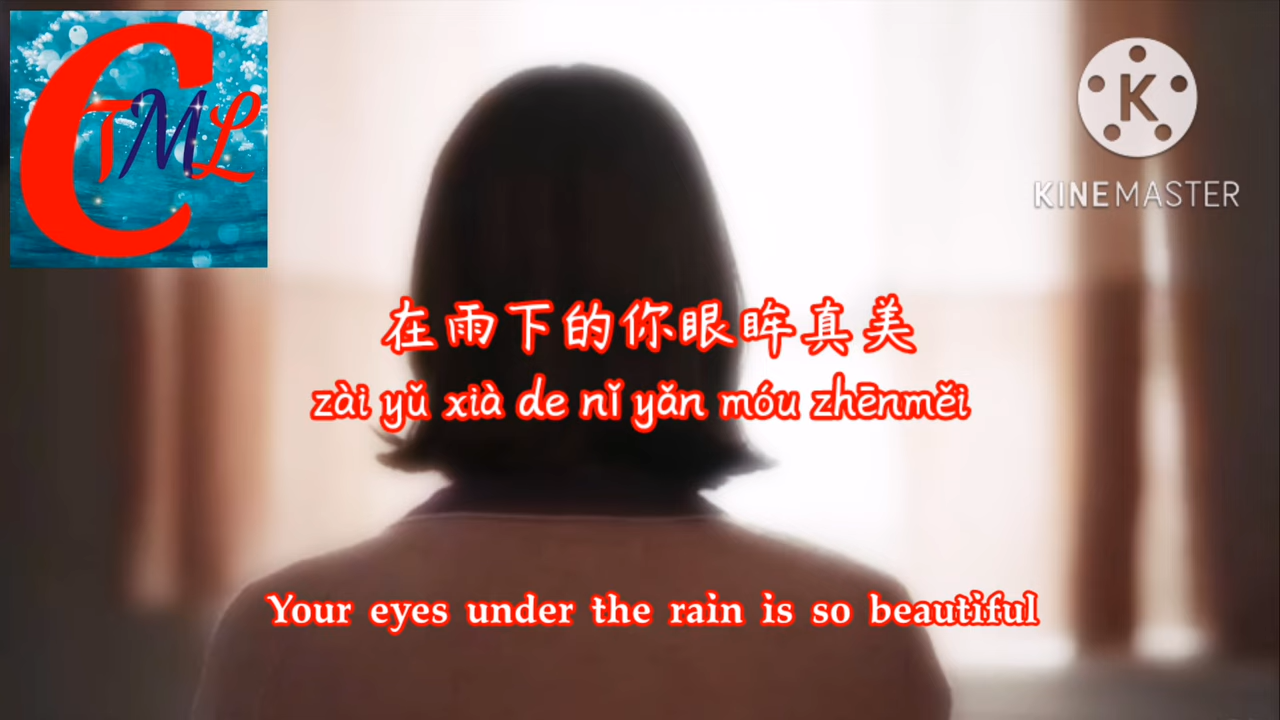 CTML
K
KINEMASTER
在雨下的你眼眸真美
zài yǔ xià de nǐ yǎn móu zhēnměi
Your eyes under the rain is so beautiful